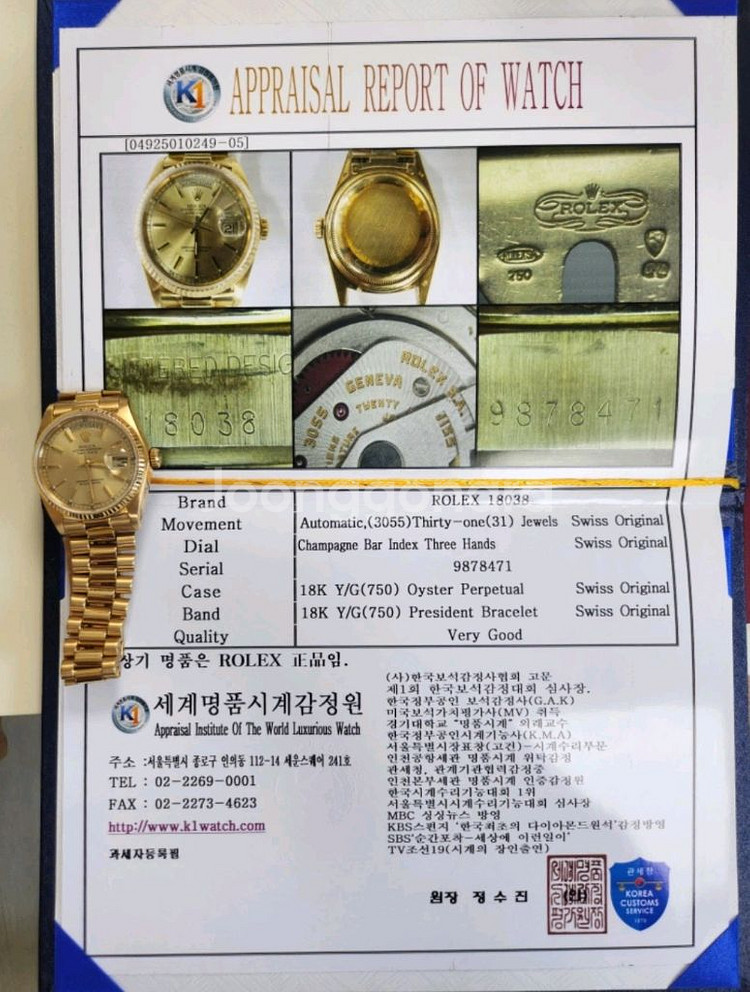 K1 APPRAISAL REPORT OF WATCH
[04925010249-05]
ROLEX
750
18038
ROLEX S.A.
GENEVA
TWENTY
3055
9878471
Brand ROLEX 18038
Movement Automatic,(3055)Thirty-one(31) Jewels Swiss Original
Dial Champagne Bar Index Three Hands Swiss Original
Serial 9878471
Case 18K Y/G(750) Oyster Perpetual Swiss Original
Band 18K Y/G(750) President Bracelet Swiss Original
Quality Very Good
상기 명품은 ROLEX 正品임.
K1 세계명품시계감정원
Appraisal Institute Of The World Luxurious Watch
주소 :서울특별시 종로구 인의동 112-14 세운스퀘어 241호
TEL : 02-2269-0001
FAX : 02-2273-4623
http://www.k1watch.com
과세자등록필
(사)한국보석감정사협회 고문
제1회 한국보석감정대회 심사장.
한국정부공인 보석감정사(G.A.K)
미국보석가치평가사(MV) 취득
경기대학교 "명품시계" 외래교수
한국정부공인시계기능사(K.M.A)
서울특별시장표창(고건)-시계수리부문
인천공항세관 명품시계 위탁감정
관세청, 관계기관협력감정중
인천본부세관 명품시계 인증감정원
한국시계수리기능대회 1위
서울특별시시계수리기능대회 심사장
MBC 싱싱뉴스 방영
KBS스펀지 '한국최초의 다이아몬드원석'감정방영
SBS'순간포착-세상에 이런일이'
TV조선19(시계의 장인출연)
원장 정 수 진 (인)
관세청
KOREA
CUSTOMS
SERVICE